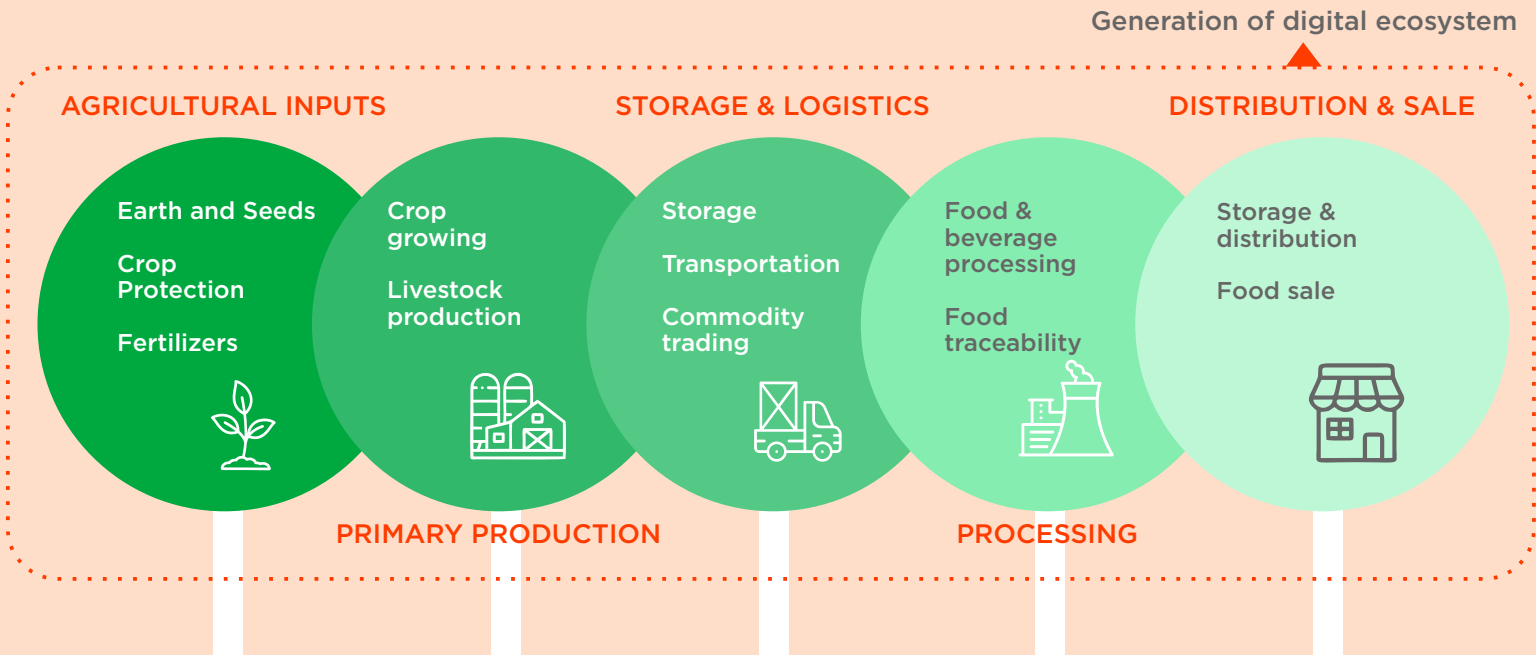 Generation of digital ecosystem
AGRICULTURAL INPUTS
STORAGE & LOGISTICS
DISTRIBUTION & SALE
Earth and Seeds
Crop
Protection
Fertilizers
Crop
growing
Livestock
production
Storage
Transportation
Commodity
trading
Food &
beverage
processing
Food
traceability
Storage &
distribution
Food sale
PRIMARY PRODUCTION
PROCESSING